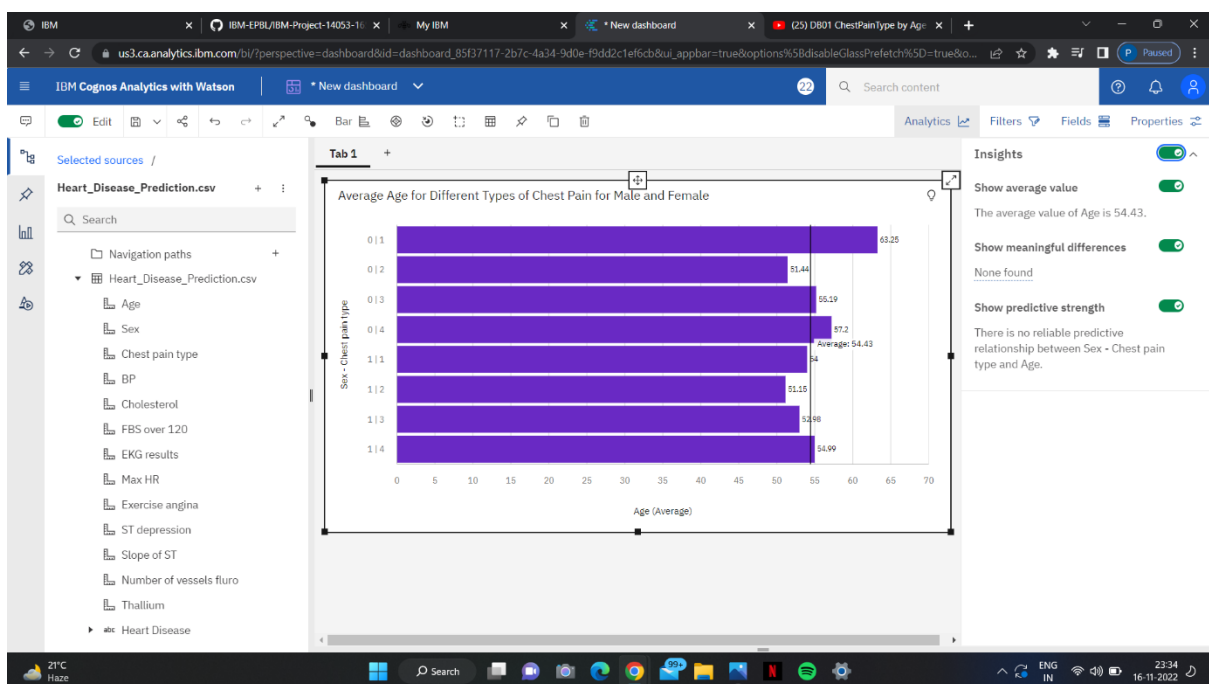 IBM
IBM-EPBL/IBM-Project-14053-16
My IBM
* New dashboard
(25) DB01 ChestPainType by Age
us3.ca.analytics.ibm.com/bi/?perspective=dashboard&id=dashboard_85f37117-2b7c-4a34-9d0e-f9dd2c1ef6cb&ui_appbar=true&options%5BdisableGlassPrefetch%5D=true&o...
P Paused
IBM Cognos Analytics with Watson
* New dashboard
22
Search content
Edit
Bar
Analytics
Filters
Fields
Properties
Selected sources /
Heart_Disease_Prediction.csv
Search
Navigation paths
Heart_Disease_Prediction.csv
Age
Sex
Chest pain type
BP
Cholesterol
FBS over 120
EKG results
Max HR
Exercise angina
ST depression
Slope of ST
Number of vessels fluro
Thallium
abc Heart Disease
Tab 1
Average Age for Different Types of Chest Pain for Male and Female
Sex - Chest pain type
0 | 1 63.25
0 | 2 51.44
0 | 3 55.19
0 | 4 57.2
Average: 54.43
1 | 1 54
1 | 2 51.15
1 | 3 52.98
1 | 4 54.99
0 5 10 15 20 25 30 35 40 45 50 55 60 65 70
Age (Average)
Insights
Show average value
The average value of Age is 54.43.
Show meaningful differences
None found
Show predictive strength
There is no reliable predictive
relationship between Sex - Chest pain
type and Age.
21°C
Haze
Search
99+
N
ENG
IN
23:34
16-11-2022